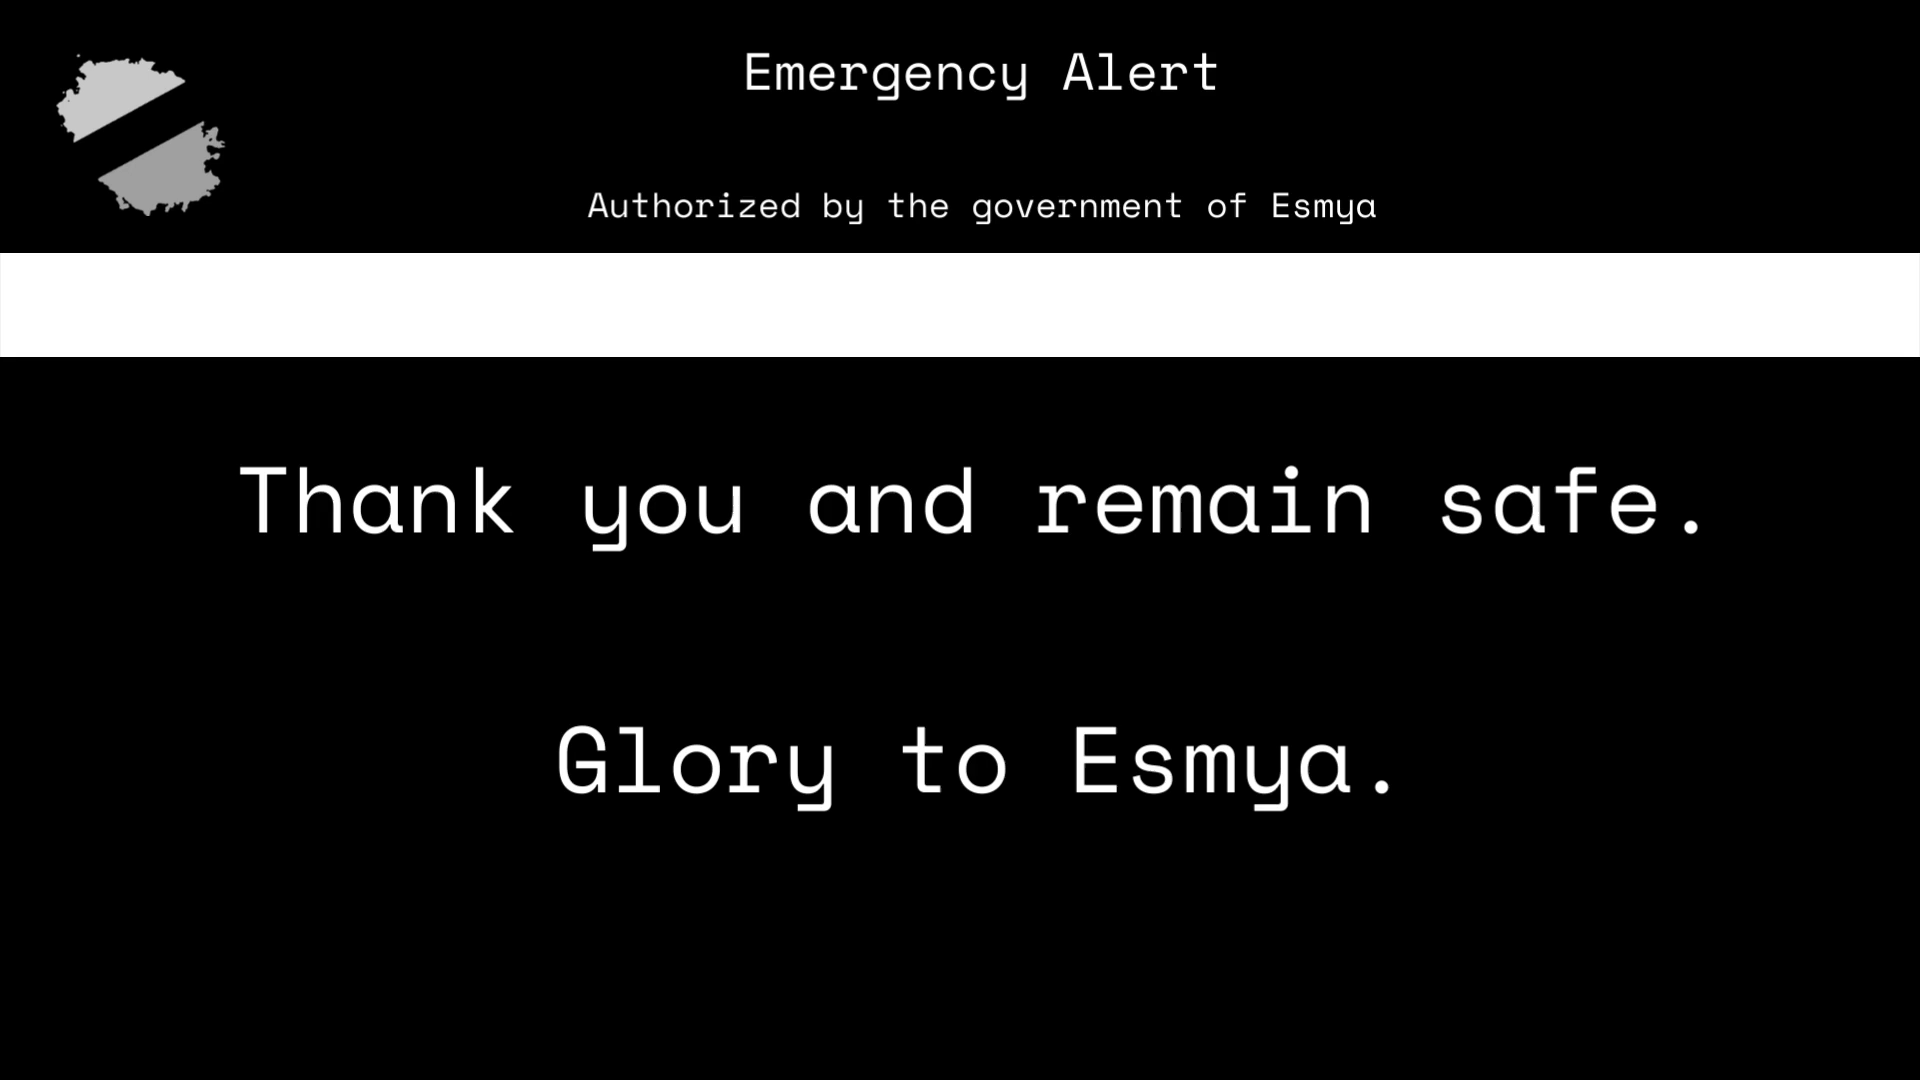 Emergency Alert
Authorized by the government of Esmya
Thank you and remain safe.
Glory to Esmya.